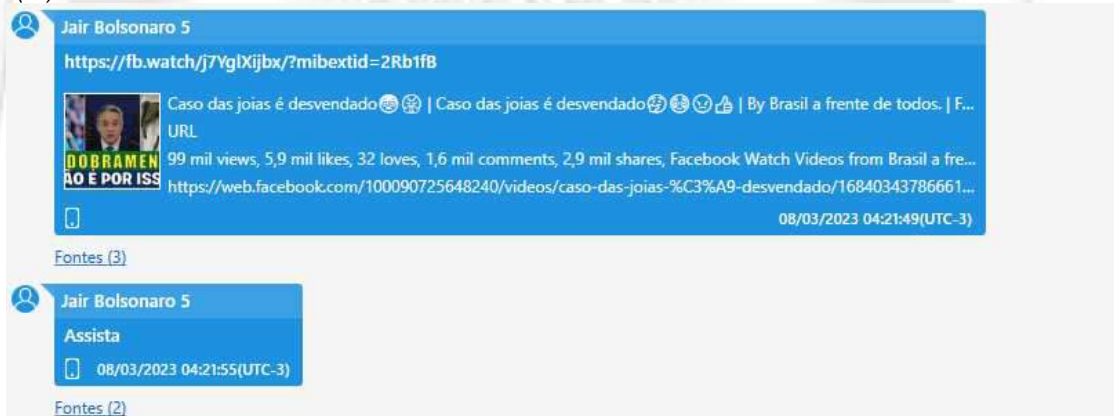 Jair Bolsonaro 5
https://fb.watch/j7YglXijbx/?mibextid=2Rb1fB
Caso das joias é desvendado😳😫 | Caso das joias é desvendado🤔😳😉👍 | By Brasil a frente de todos. | F...
URL
99 mil views, 5,9 mil likes, 32 loves, 1,6 mil comments, 2,9 mil shares, Facebook Watch Videos from Brasil a fre...
https://web.facebook.com/100090725648240/videos/caso-das-joias-%C3%A9-desvendado/16840343786661...
DOBRAMEN
AO E POR ISS
08/03/2023 04:21:49(UTC-3)
Fontes (3)
Jair Bolsonaro 5
Assista
08/03/2023 04:21:55(UTC-3)
Fontes (2)